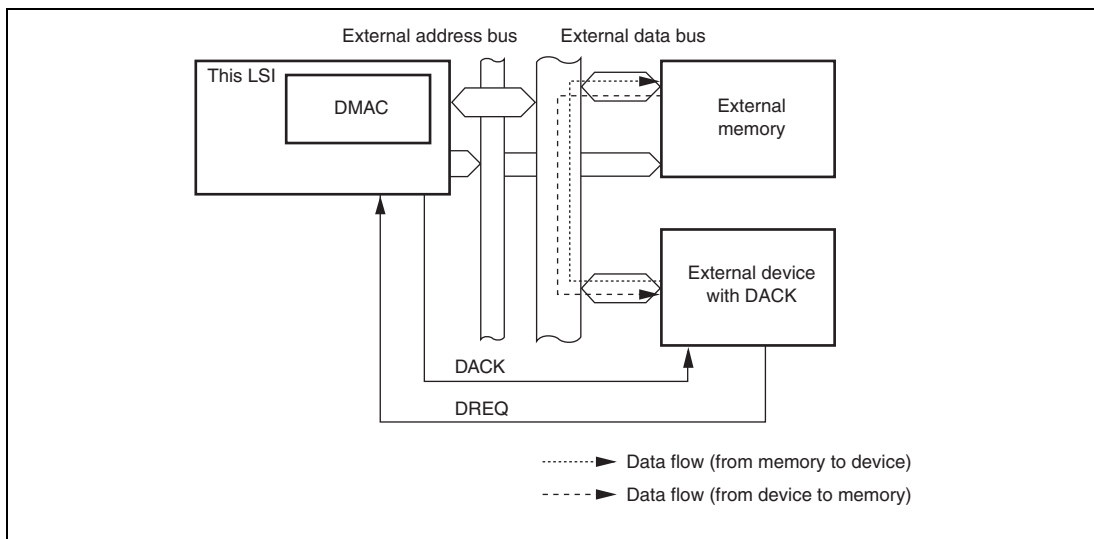 External address bus
External data bus
This LSI
DMAC
External
memory
External device
with DACK
DACK
DREQ
Data flow (from memory to device)
Data flow (from device to memory)